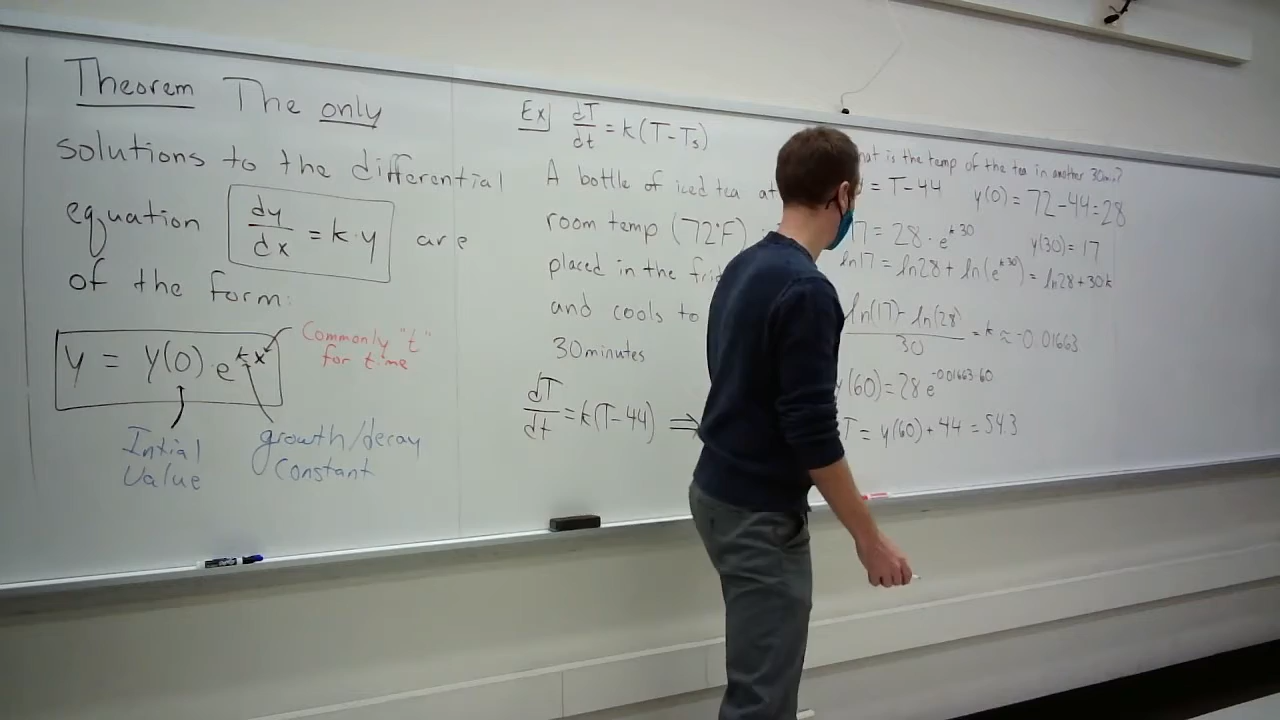 Theorem The only
solutions to the differential
equation dy/dx = k·y are
of the form:
y = y(0)·e^kx
Commonly "t"
for time
Intial
Value
growth/decay
constant
Ex) dT/dt = k(T-Ts)
A bottle of iced tea at
room temp (72°F)
placed in the
and cools to
30 minutes
dT/dt = k(T-44) ⇒
is the temp of the tea in another 30min?
= T-44 y(0) = 72-44=28
17 = 28·e^k·30 y(30) = 17
ln17 = ln28 + ln(e^k·30) = ln28 + 30k
ln(17) - ln(28) / 30 = k ≈ -0.01663
y(60) = 28e^-0.01663·60
T = y(60) + 44 = 54.3